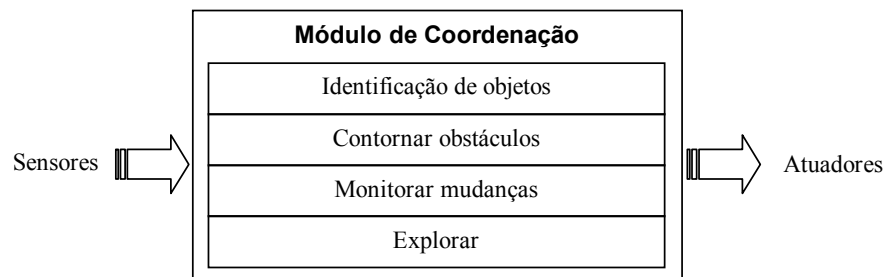 Módulo de Coordenação
Identificação de objetos
Contornar obstáculos
Sensores
Atuadores
Monitorar mudanças
Explorar